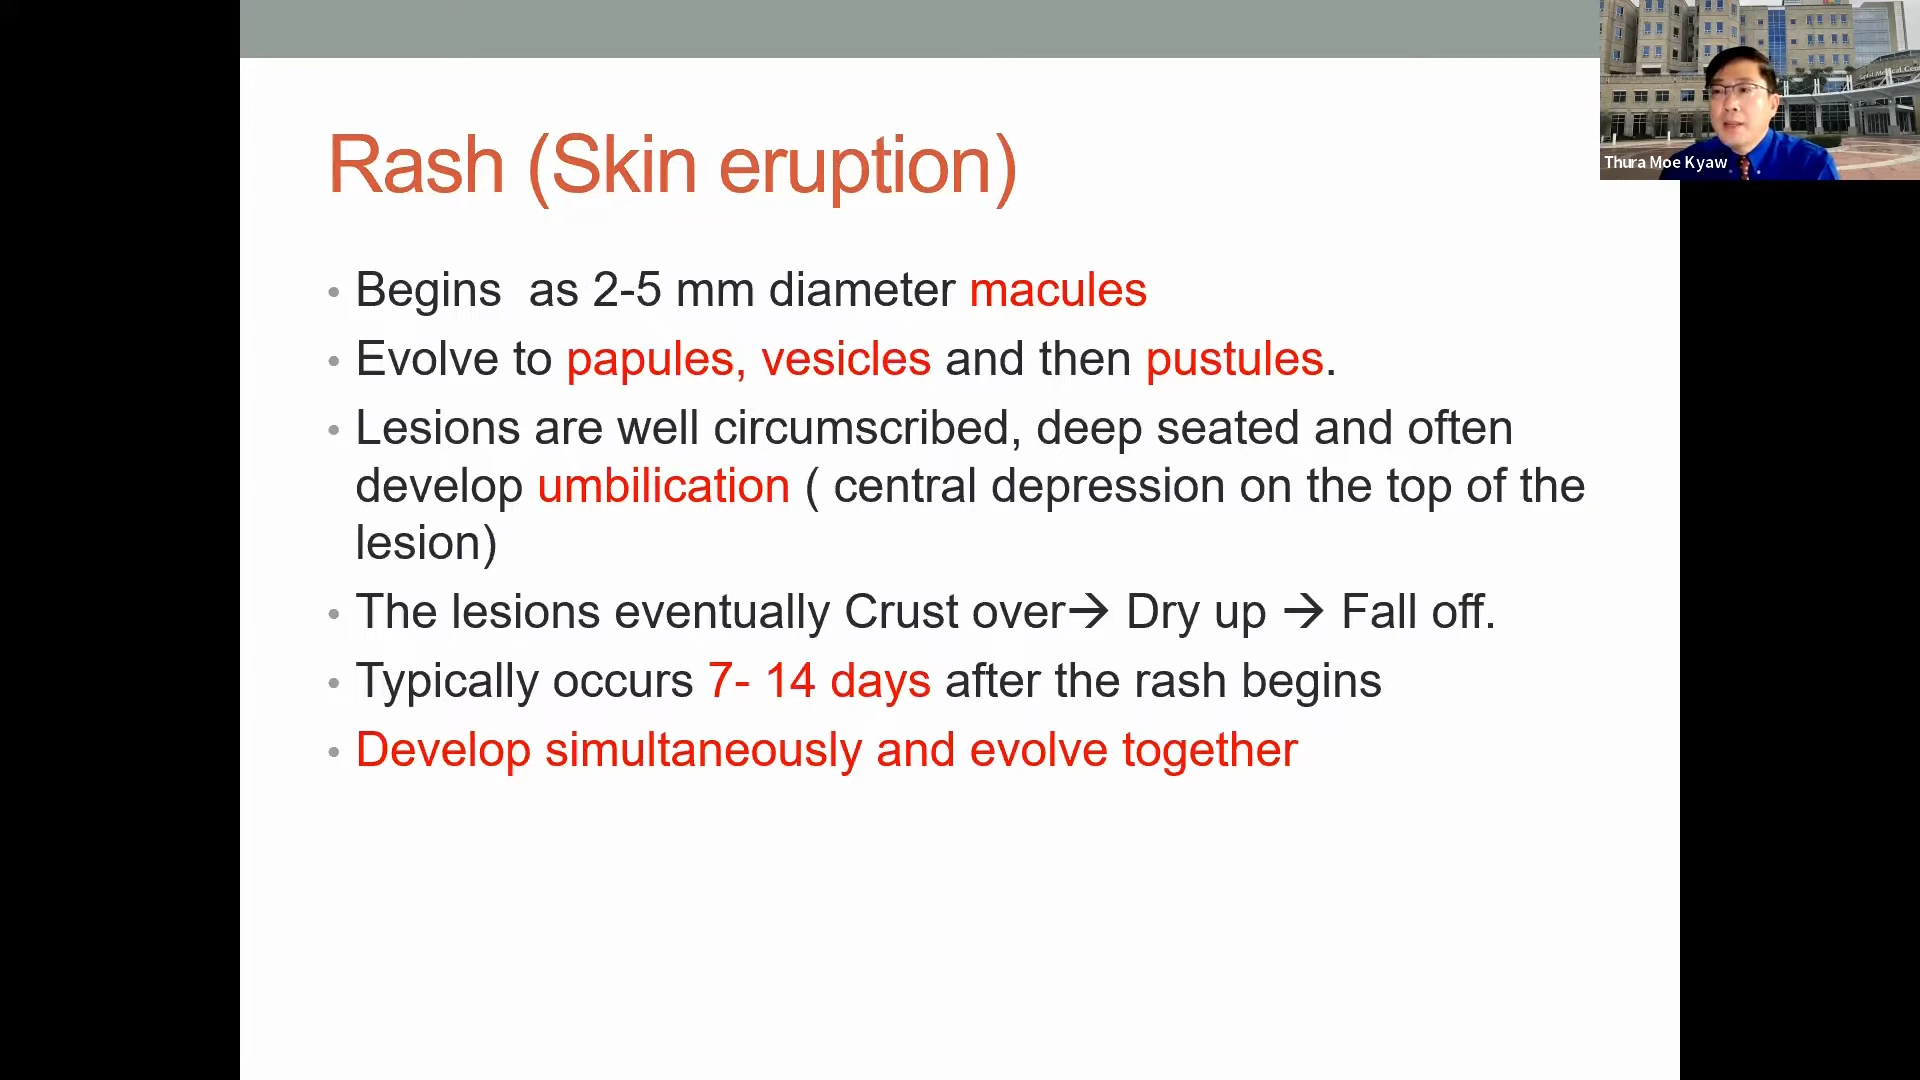 Rash (Skin eruption)
• Begins  as 2-5 mm diameter macules
• Evolve to papules, vesicles and then pustules.
• Lesions are well circumscribed, deep seated and often
develop umbilication ( central depression on the top of the
lesion)
• The lesions eventually Crust over→ Dry up → Fall off.
• Typically occurs 7- 14 days after the rash begins
• Develop simultaneously and evolve together
Thura Moe Kyaw